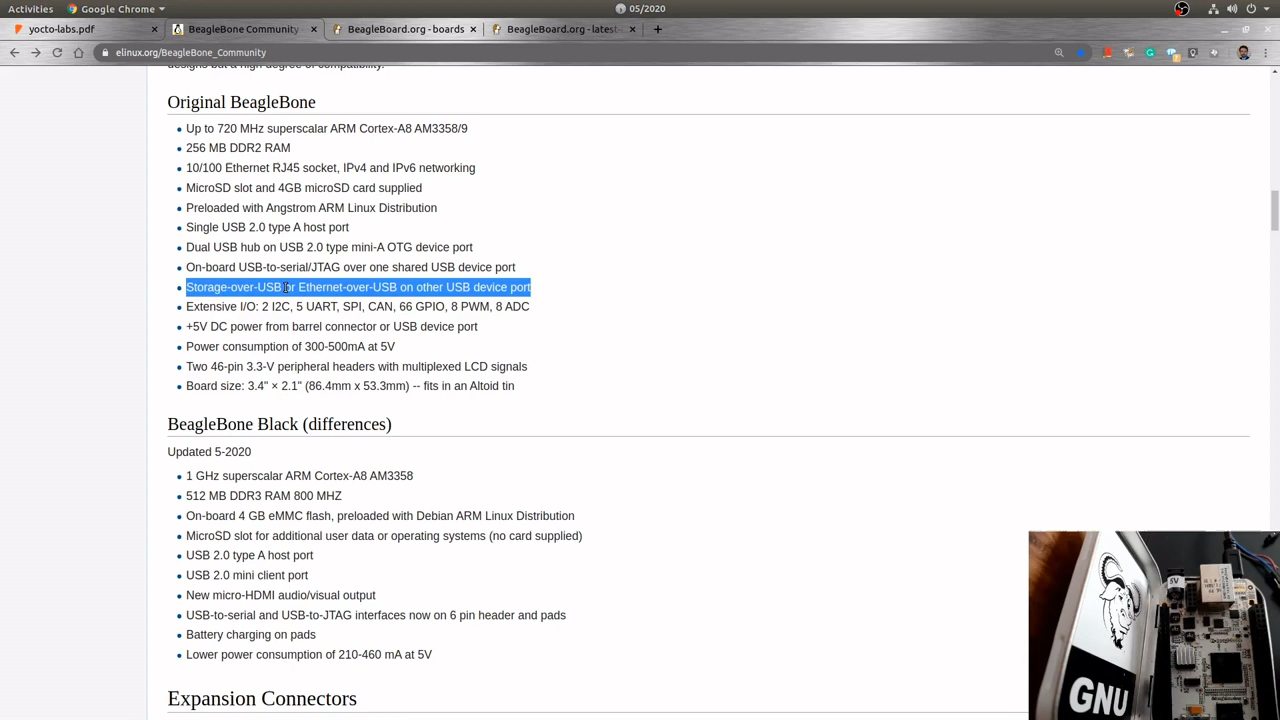 Activities Google Chrome 05/2020
yocto-labs.pdf BeagleBone Community BeagleBoard.org - boards BeagleBoard.org - latest-
elinux.org/BeagleBone_Community
designs but a high degree of compatibility.
Original BeagleBone
Up to 720 MHz superscalar ARM Cortex-A8 AM3358/9
256 MB DDR2 RAM
10/100 Ethernet RJ45 socket, IPv4 and IPv6 networking
MicroSD slot and 4GB microSD card supplied
Preloaded with Angstrom ARM Linux Distribution
Single USB 2.0 type A host port
Dual USB hub on USB 2.0 type mini-A OTG device port
On-board USB-to-serial/JTAG over one shared USB device port
Storage-over-USB or Ethernet-over-USB on other USB device port
Extensive I/O: 2 I2C, 5 UART, SPI, CAN, 66 GPIO, 8 PWM, 8 ADC
+5V DC power from barrel connector or USB device port
Power consumption of 300-500mA at 5V
Two 46-pin 3.3-V peripheral headers with multiplexed LCD signals
Board size: 3.4" × 2.1" (86.4mm x 53.3mm) -- fits in an Altoid tin
BeagleBone Black (differences)
Updated 5-2020
1 GHz superscalar ARM Cortex-A8 AM3358
512 MB DDR3 RAM 800 MHZ
On-board 4 GB eMMC flash, preloaded with Debian ARM Linux Distribution
MicroSD slot for additional user data or operating systems (no card supplied)
USB 2.0 type A host port
USB 2.0 mini client port
New micro-HDMI audio/visual output
USB-to-serial and USB-to-JTAG interfaces now on 6 pin header and pads
Battery charging on pads
Lower power consumption of 210-460 mA at 5V
Expansion Connectors
5V
GNU